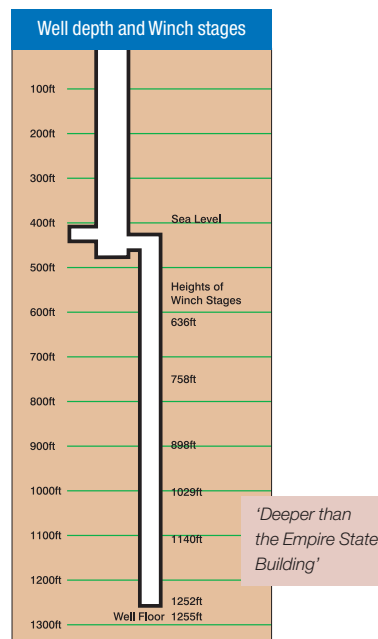 Well depth and Winch stages
100ft
200ft
300ft
400ft
Sea Level
500ft
Heights of
Winch Stages
600ft
636ft
700ft
758ft
800ft
900ft
898ft
1000ft
1029ft
'Deeper than
the Empire State
Building'
1100ft
1140ft
1200ft
1252ft
Well Floor 1255ft
1300ft